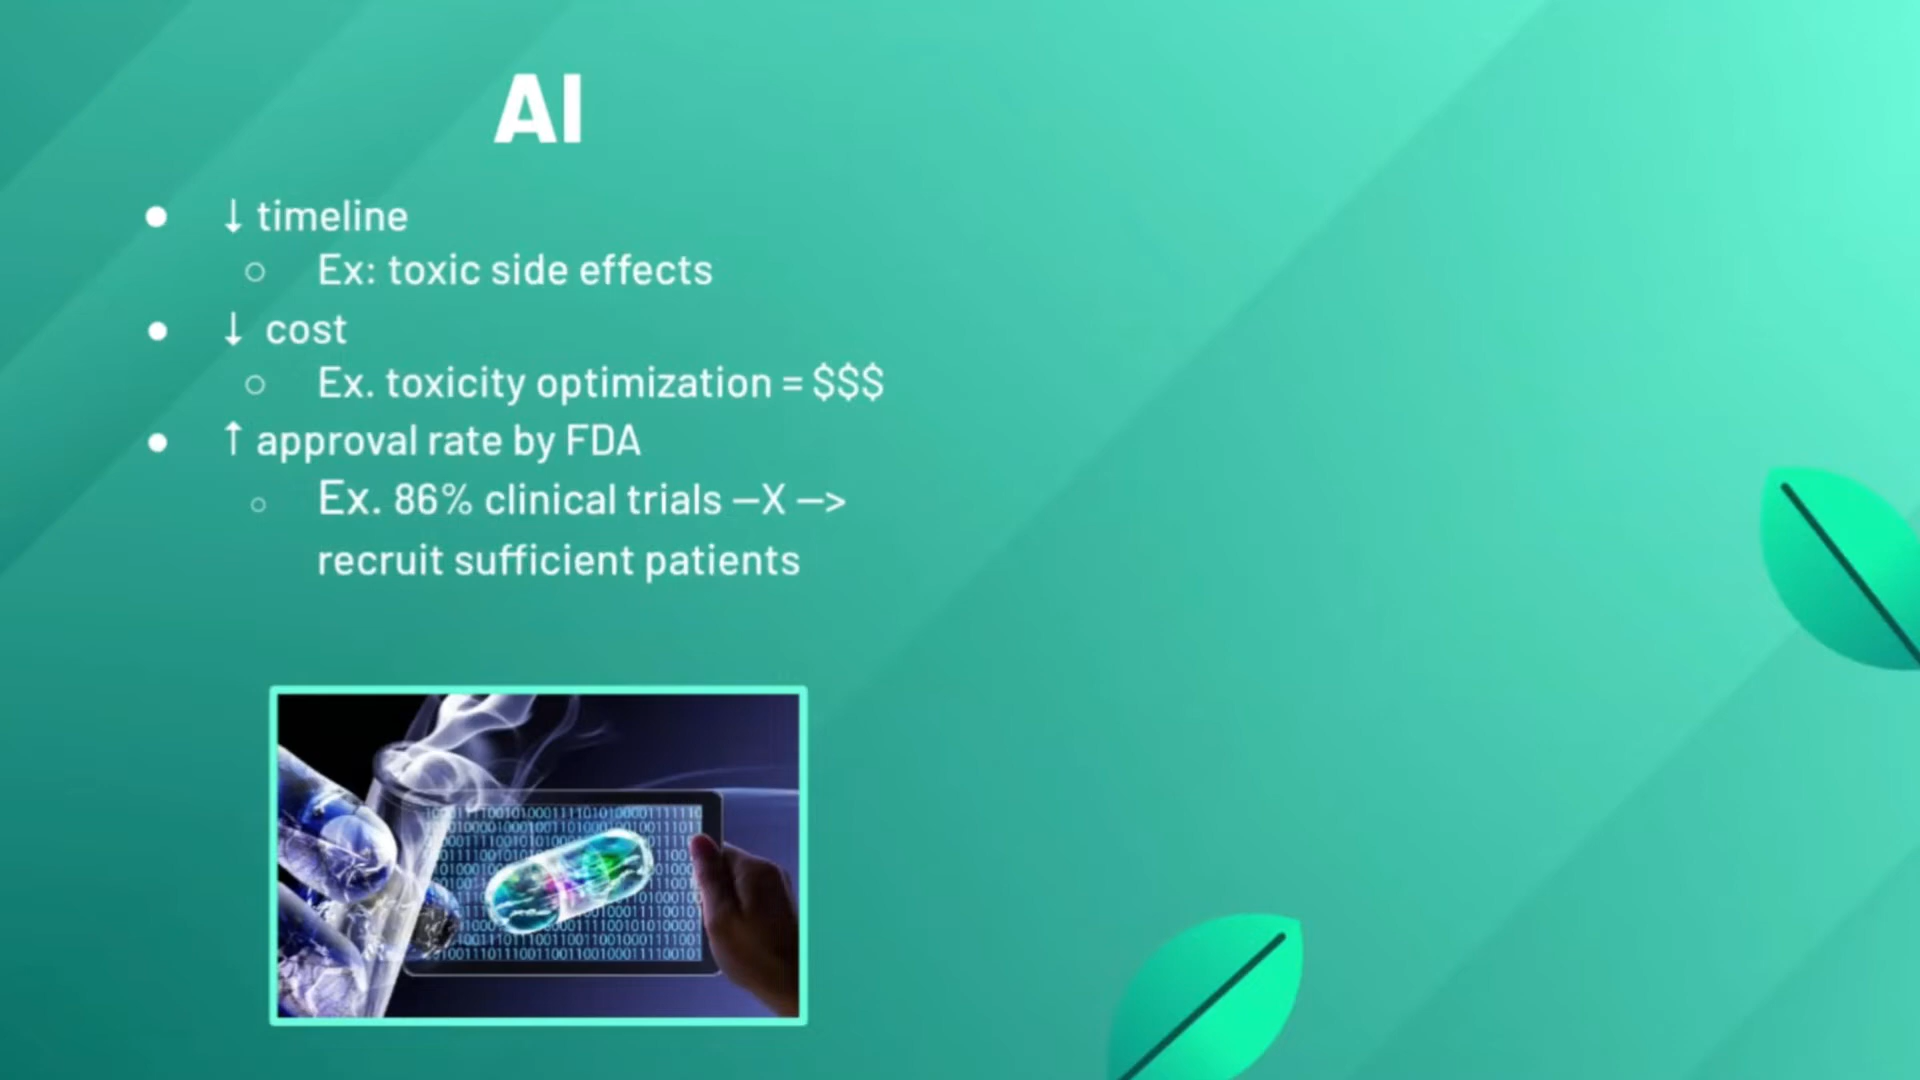 AI
● ↓ timeline
○ Ex: toxic side effects
● ↓ cost
○ Ex. toxicity optimization = $$$
● ↑ approval rate by FDA
○ Ex. 86% clinical trials —X —>
recruit sufficient patients